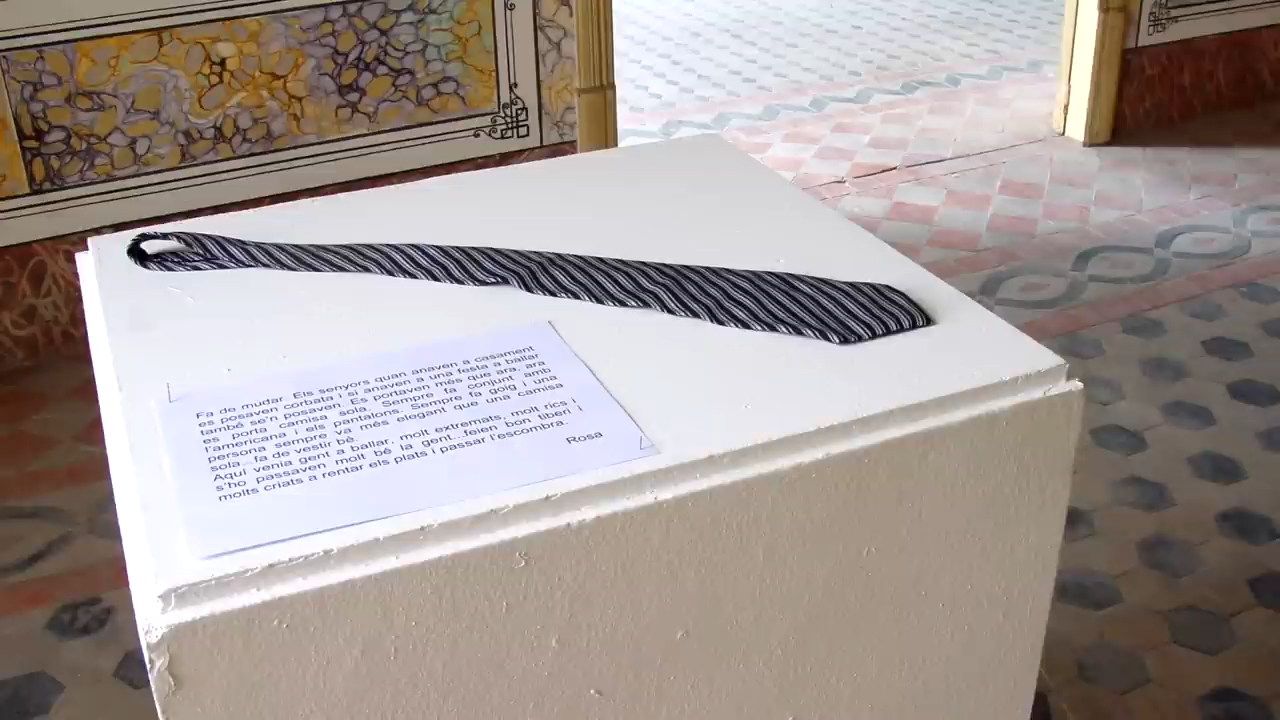 Fa de mudar. Els senyors quan anaven a casament
es posaven corbata i si anaven a una festa a ballar
també se'n posaven. Es portaven més que ara, ara
es porta camisa sola. Sempre fa conjunt amb
l'americana i els pantalons. Sempre fa goig i una
persona sempre va més elegant que una camisa
sola.. fa de vestir bé.
Aquí venia gent a ballar, molt extremats, molt rics i
s'ho passaven molt bé la gent...feien bon tiberi i
molts criats a rentar els plats i passar l'escombra.
Rosa